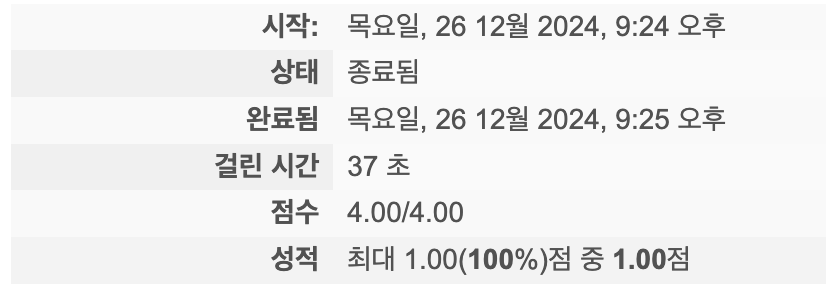 시작: 목요일, 26 12월 2024, 9:24 오후
상태 종료됨
완료됨 목요일, 26 12월 2024, 9:25 오후
걸린 시간 37 초
점수 4.00/4.00
성적 최대 1.00(100%)점 중 1.00점